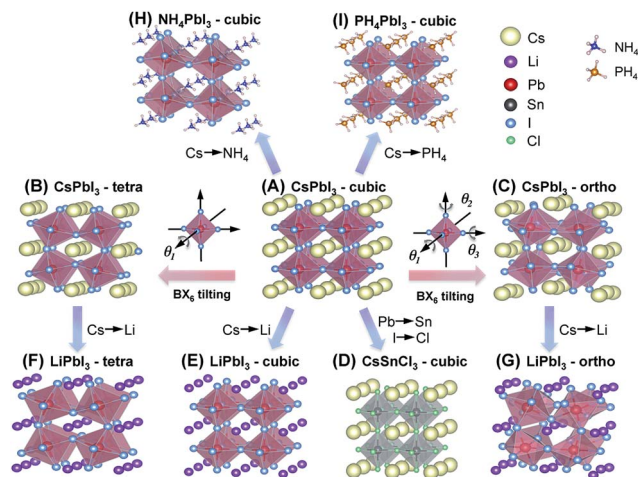 (H) NH₄PbI₃ - cubic
(I) PH₄PbI₃ - cubic
Cs
Li
Pb
Sn
I
Cl
NH₄
PH₄
Cs→NH₄
Cs→PH₄
(B) CsPbI₃ - tetra
(A) CsPbI₃ - cubic
(C) CsPbI₃ - ortho
θ₁
BX₆ tilting
θ₂
θ₁
θ₃
BX₆ tilting
Cs→Li
Cs→Li
Pb→Sn
I→Cl
Cs→Li
(F) LiPbI₃ - tetra
(E) LiPbI₃ - cubic
(D) CsSnCl₃ - cubic
(G) LiPbI₃ - ortho